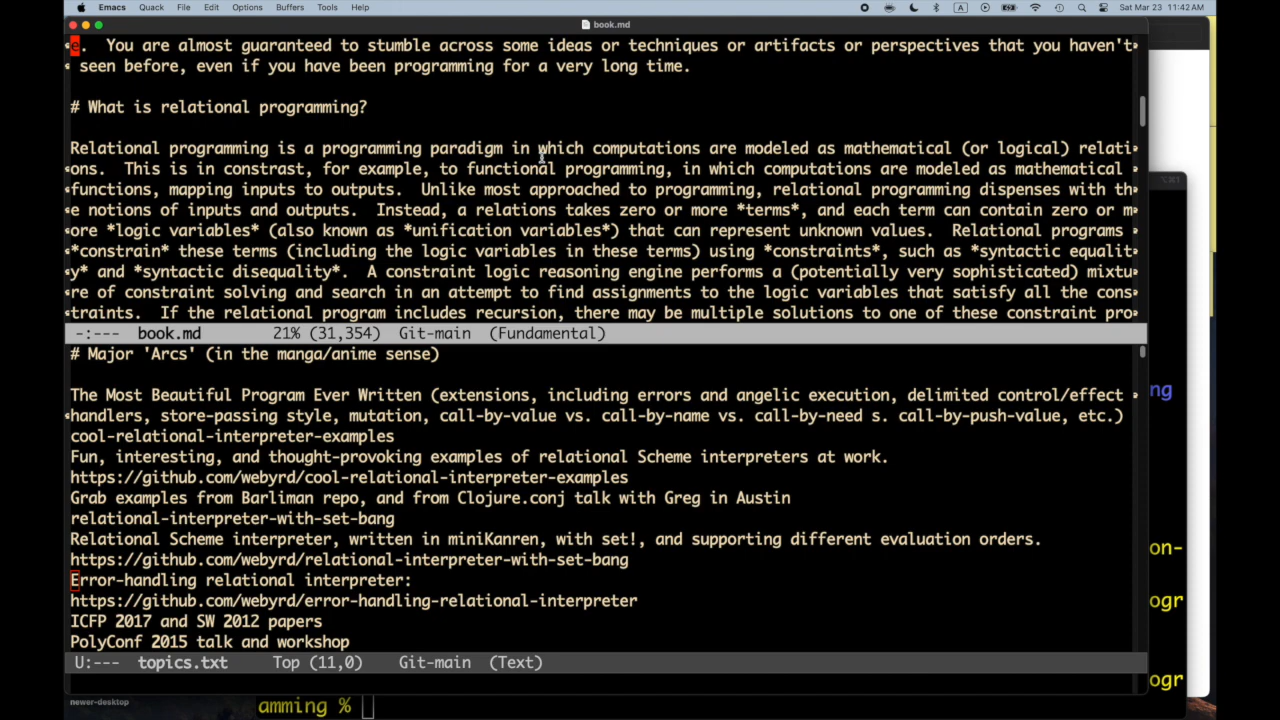 Emacs Quack File Edit Options Buffers Tools Help A Sat Mar 23 11:42 AM
book.md
e. You are almost guaranteed to stumble across some ideas or techniques or artifacts or perspectives that you haven't
seen before, even if you have been programming for a very long time.
# What is relational programming?
Relational programming is a programming paradigm in which computations are modeled as mathematical (or logical) relati
ons. This is in constrast, for example, to functional programming, in which computations are modeled as mathematical
functions, mapping inputs to outputs. Unlike most approached to programming, relational programming dispenses with th
e notions of inputs and outputs. Instead, a relations takes zero or more *terms*, and each term can contain zero or m
ore *logic variables* (also known as *unification variables*) that can represent unknown values. Relational programs
*constrain* these terms (including the logic variables in these terms) using *constraints*, such as *syntactic equalit
y* and *syntactic disequality*. A constraint logic reasoning engine performs a (potentially very sophisticated) mixtu
re of constraint solving and search in an attempt to find assignments to the logic variables that satisfy all the cons
traints. If the relational program includes recursion, there may be multiple solutions to one of these constraint pro
-:--- book.md 21% (31,354) Git-main (Fundamental)
# Major 'Arcs' (in the manga/anime sense)
The Most Beautiful Program Ever Written (extensions, including errors and angelic execution, delimited control/effect
handlers, store-passing style, mutation, call-by-value vs. call-by-name vs. call-by-need s. call-by-push-value, etc.)
ng
cool-relational-interpreter-examples
Fun, interesting, and thought-provoking examples of relational Scheme interpreters at work.
https://github.com/webyrd/cool-relational-interpreter-examples
Grab examples from Barliman repo, and from Clojure.conj talk with Greg in Austin
relational-interpreter-with-set-bang
Relational Scheme interpreter, written in miniKanren, with set!, and supporting different evaluation orders.
on-
https://github.com/webyrd/relational-interpreter-with-set-bang
Error-handling relational interpreter:
https://github.com/webyrd/error-handling-relational-interpreter
ogr
ICFP 2017 and SW 2012 papers
PolyConf 2015 talk and workshop
U:--- topics.txt Top (11,0) Git-main (Text)
ogr
newer-desktop
amming %